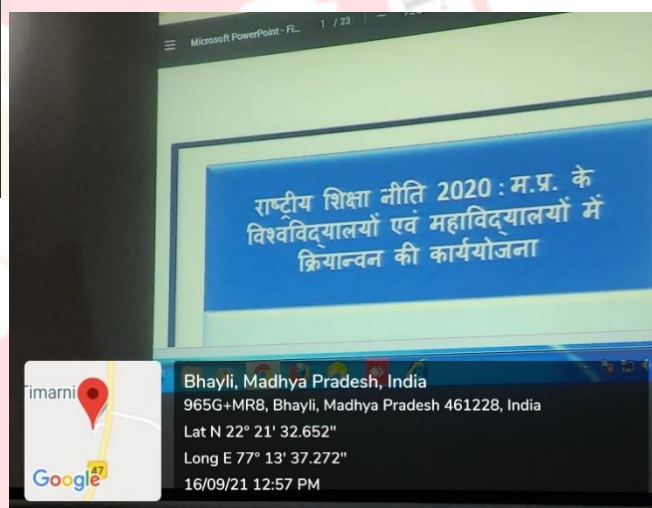 Microsoft PowerPoint - Fi...
1 / 23
राष्ट्रीय शिक्षा नीति 2020 : म.प्र. के
विश्वविद्यालयों एवं महाविद्यालयों में
क्रियान्वन की कार्ययोजना
Timarni
47
Google
Bhayli, Madhya Pradesh, India
965G+MR8, Bhayli, Madhya Pradesh 461228, India
Lat N 22° 21' 32.652"
Long E 77° 13' 37.272"
16/09/21 12:57 PM